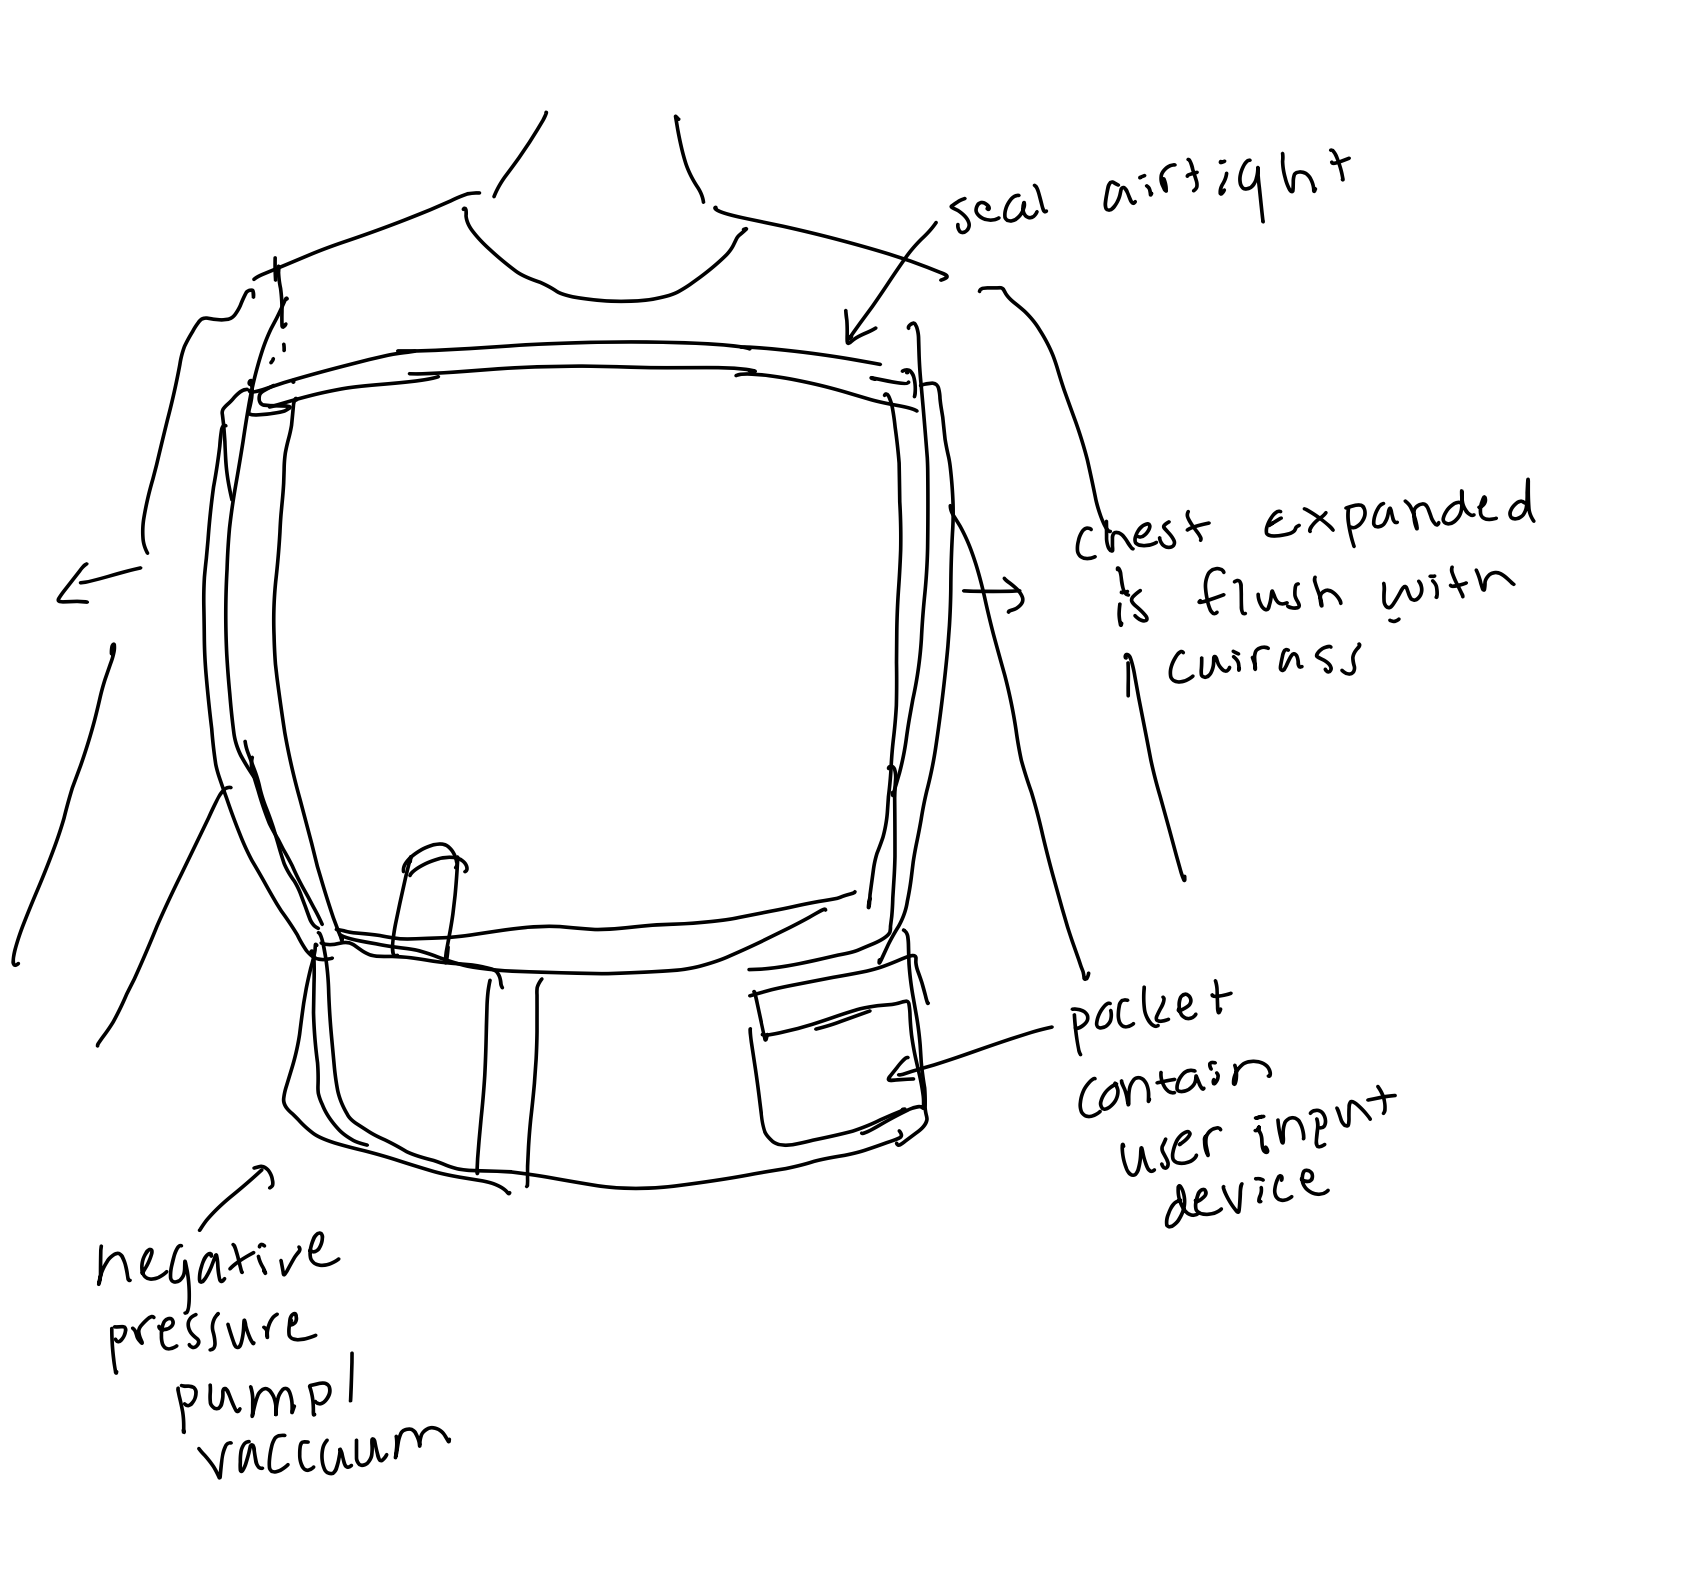 seal airtight
chest expanded
is flush with
cuirass
pocket
contain
user input
device
negative
pressure
pump/
vaccuum